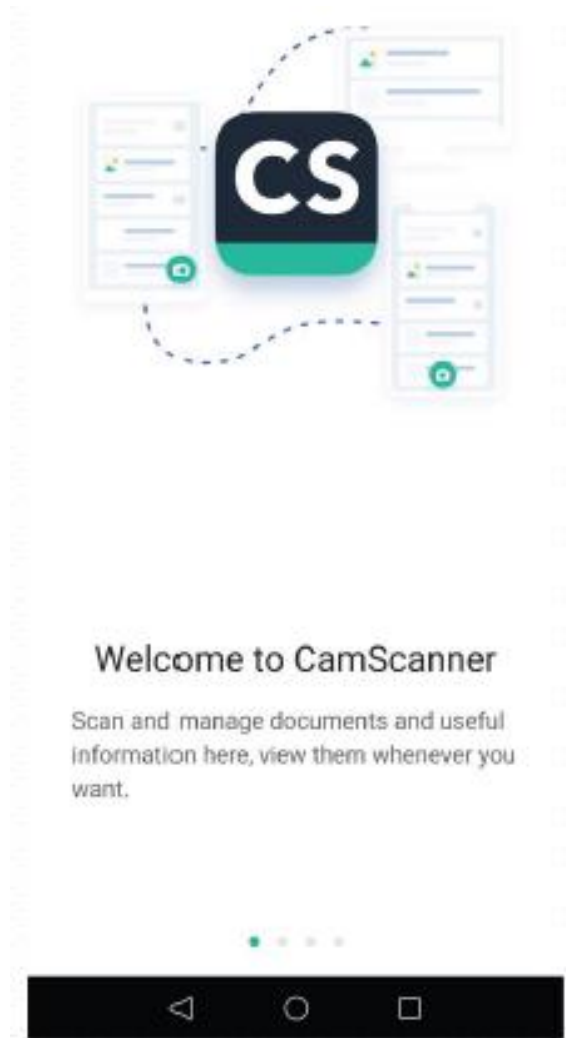 CS
Welcome to CamScanner
Scan and manage documents and useful
information here, view them whenever you
want.